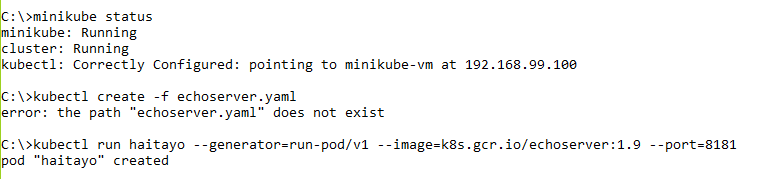 C:\>minikube status
minikube: Running
cluster: Running
kubectl: Correctly Configured: pointing to minikube-vm at 192.168.99.100
C:\>kubectl create -f echoserver.yaml
error: the path "echoserver.yaml" does not exist
C:\>kubectl run haitayo --generator=run-pod/v1 --image=k8s.gcr.io/echoserver:1.9 --port=8181
pod "haitayo" created